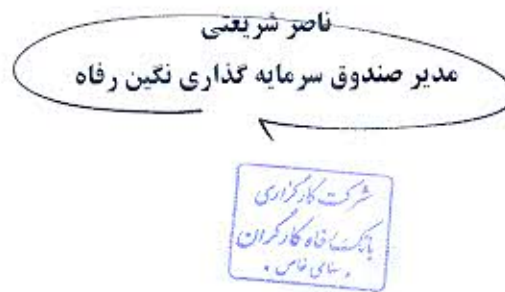 ناصر شریعتی
مدیر صندوق سرمایه گذاری نگین رفاه
شرکت کارگزاری
بانک رفاه کارگران
سهامی خاص